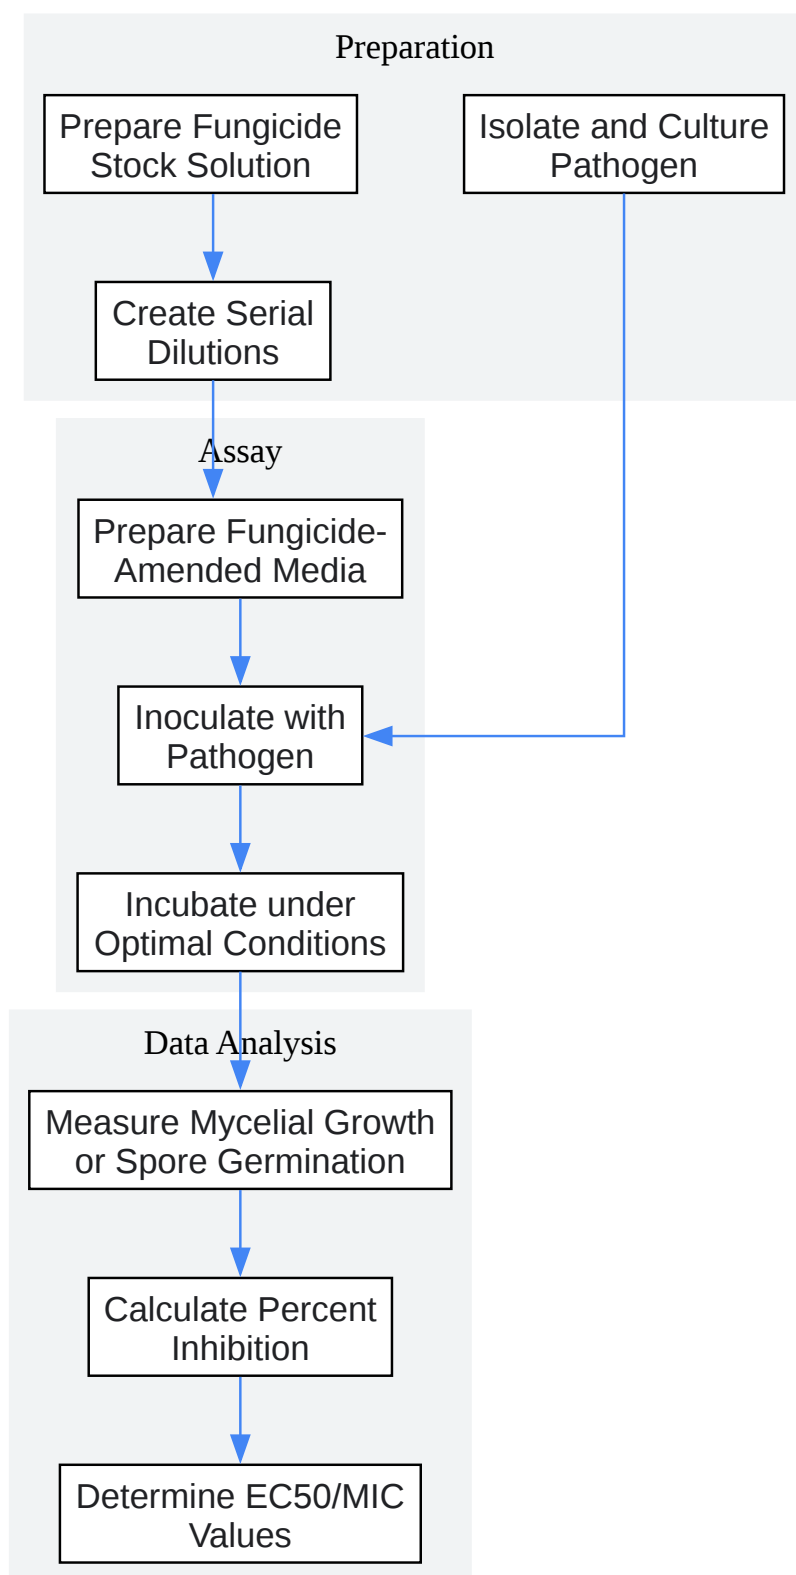 Preparation
Prepare Fungicide
Stock Solution
Isolate and Culture
Pathogen
Create Serial
Dilutions
Assay
Prepare Fungicide-
Amended Media
Inoculate with
Pathogen
Incubate under
Optimal Conditions
Data Analysis
Measure Mycelial Growth
or Spore Germination
Calculate Percent
Inhibition
Determine EC50/MIC
Values